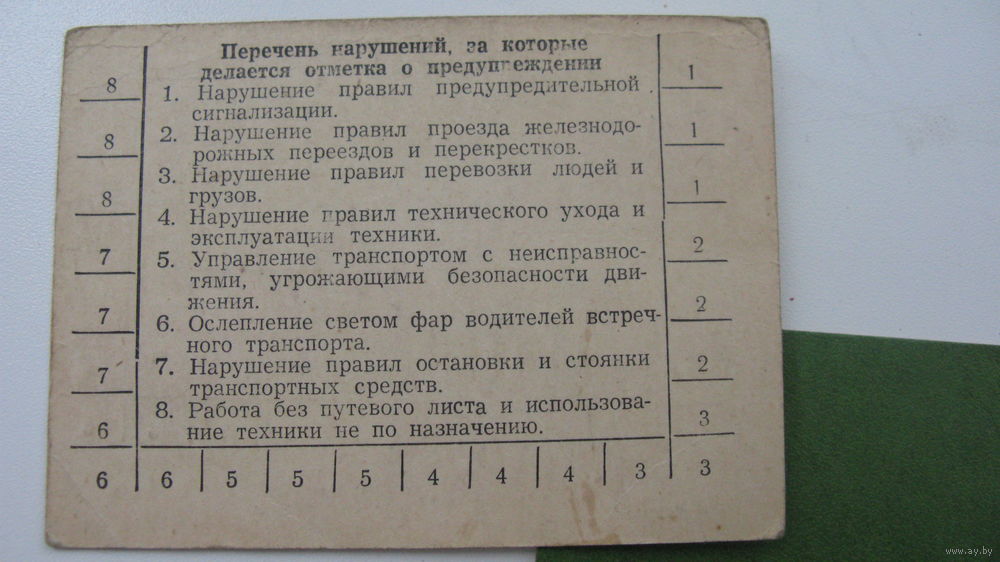 Перечень нарушений, за которые
делается отметка о предупреждении
1. Нарушение правил предупредительной
сигнализации.
2. Нарушение правил проезда железнодо-
рожных переездов и перекрестков.
3. Нарушение правил перевозки людей и
грузов.
4. Нарушение правил технического ухода и
эксплуатации техники.
5. Управление транспортом с неисправнос-
тями, угрожающими безопасности дви-
жения.
6. Ослепление светом фар водителей встреч-
ного транспорта.
7. Нарушение правил остановки и стоянки
транспортных средств.
8. Работа без путевого листа и использова-
ние техники не по назначению.
8
8
8
7
7
7
6
6 6 5 5 5 4 4 4 3 3
1
1
1
2
2
2
3
www.ay.by